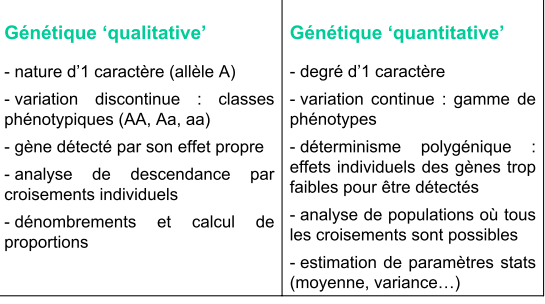 Génétique ‘qualitative’
- nature d’1 caractère (allèle A)
- variation discontinue : classes
phénotypiques (AA, Aa, aa)
- gène détecté par son effet propre
- analyse de descendance par
croisements individuels
- dénombrements et calcul de
proportions
Génétique ‘quantitative’
- degré d’1 caractère
- variation continue : gamme de
phénotypes
- déterminisme polygénique :
effets individuels des gènes trop
faibles pour être détectés
- analyse de populations où tous
les croisements sont possibles
- estimation de paramètres stats
(moyenne, variance…)